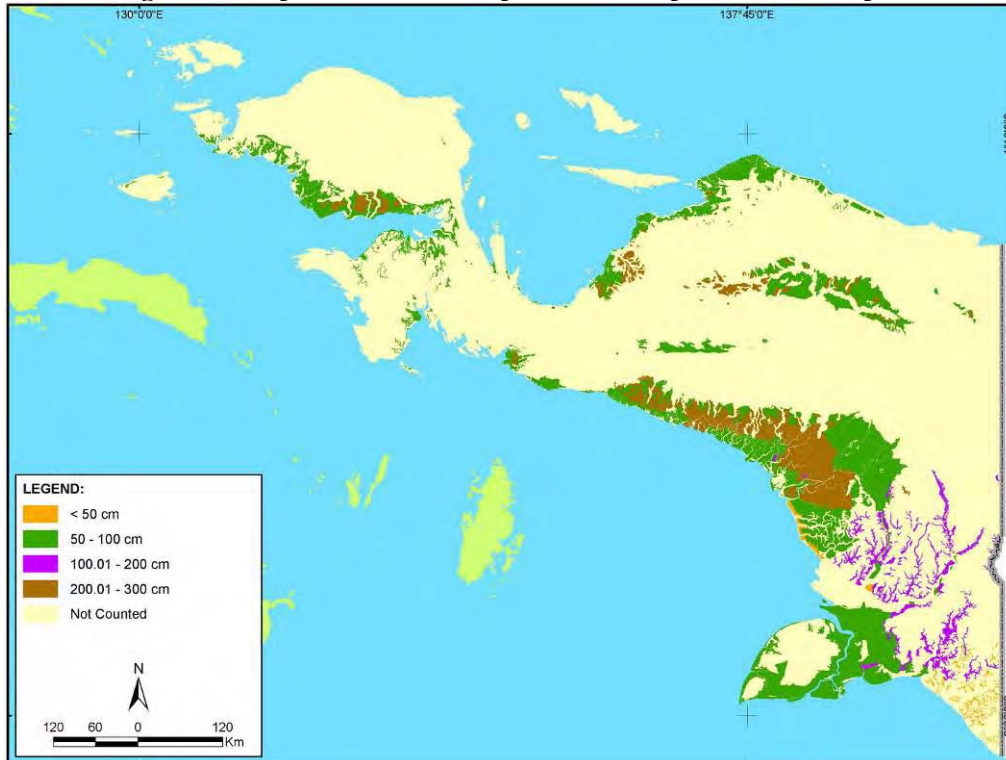 130°0'0"E
137°45'0"E
LEGEND:
< 50 cm
50 - 100 cm
100.01 - 200 cm
200.01 - 300 cm
Not Counted
N
120 60 0 120
Km